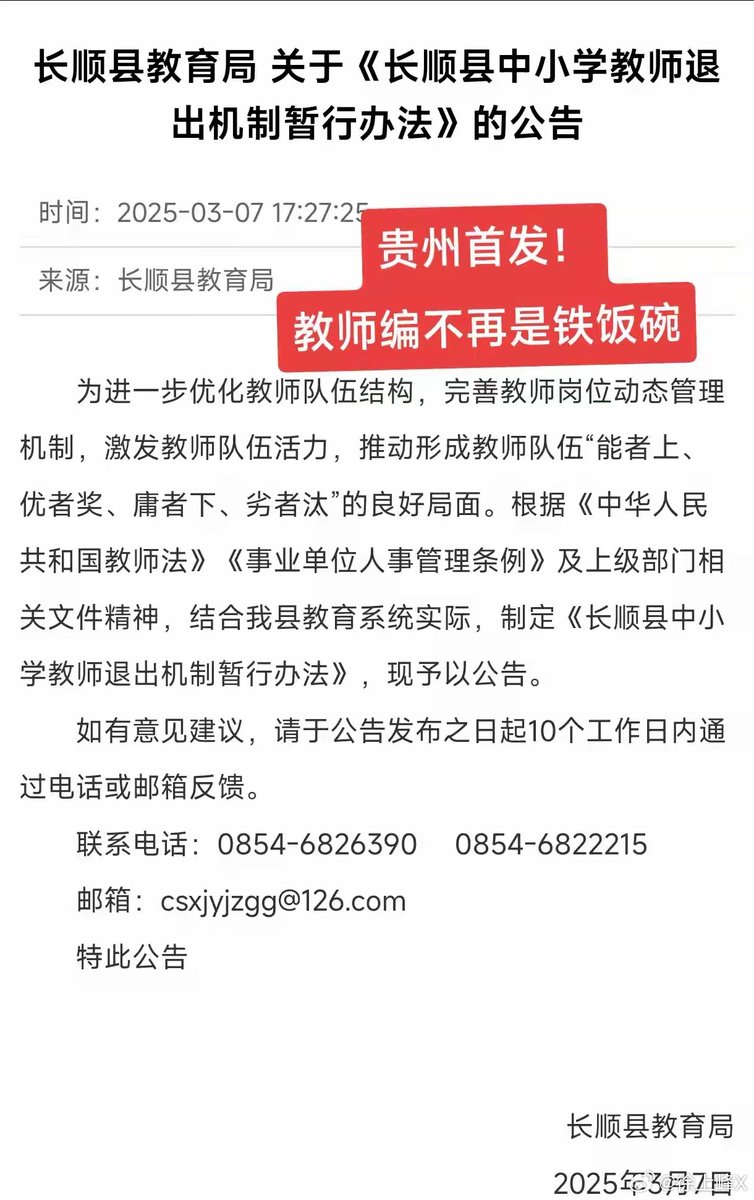 长顺县教育局 关于《长顺县中小学教师退
出机制暂行办法》的公告
时间：2025-03-07 17:27:25
贵州首发！
来源：长顺县教育局
教师编不再是铁饭碗
为进一步优化教师队伍结构，完善教师岗位动态管理
机制，激发教师队伍活力，推动形成教师队伍“能者上、
优者奖、庸者下、劣者汰”的良好局面。根据《中华人民
共和国教师法》《事业单位人事管理条例》及上级部门相
关文件精神，结合我县教育系统实际，制定《长顺县中小
学教师退出机制暂行办法》，现予以公告。
如有意见建议，请于公告发布之日起10个工作日内通
过电话或邮箱反馈。
联系电话：0854-6826390 0854-6822215
邮箱：csxjyjzgg@126.com
特此公告
长顺县教育局
2025年3月7日
@徐上峰X